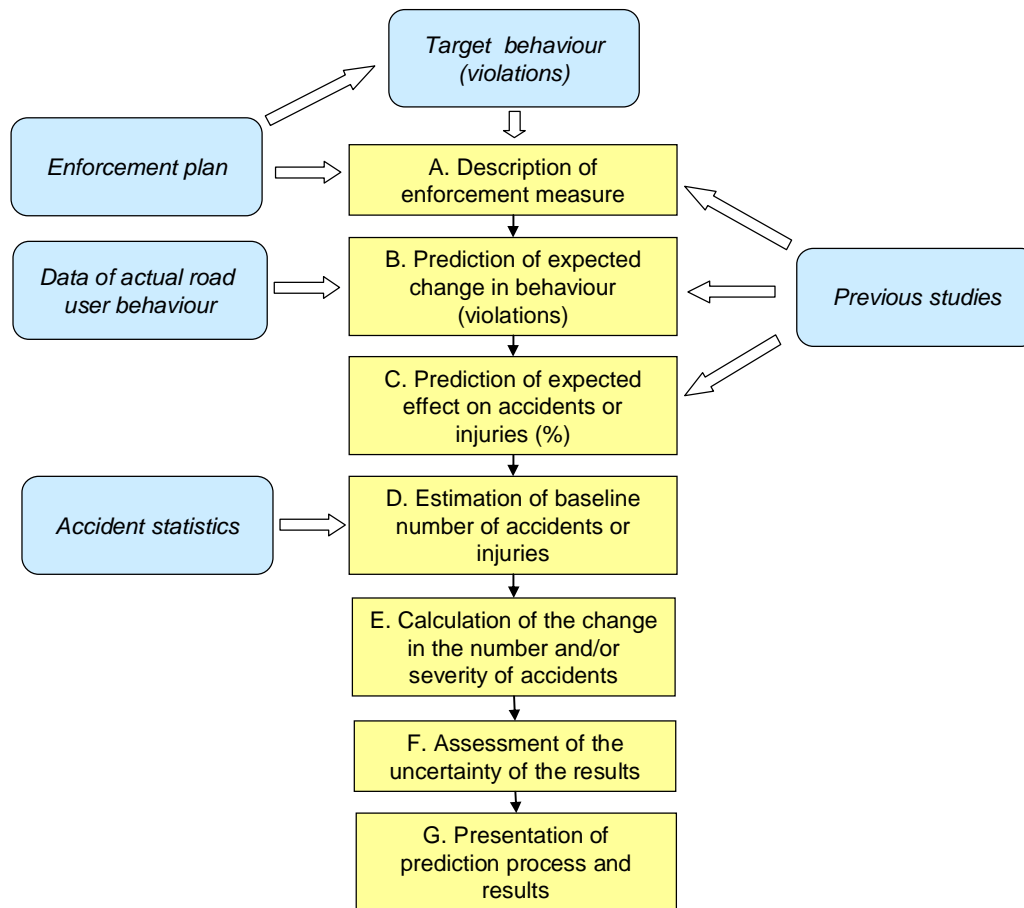 Target behaviour
(violations)
Enforcement plan
A. Description of
enforcement measure
Data of actual road
user behaviour
B. Prediction of expected
change in behaviour
(violations)
Previous studies
C. Prediction of expected
effect on accidents or
injuries (%)
Accident statistics
D. Estimation of baseline
number of accidents or
injuries
E. Calculation of the change
in the number and/or
severity of accidents
F. Assessment of the
uncertainty of the results
G. Presentation of
prediction process and
results